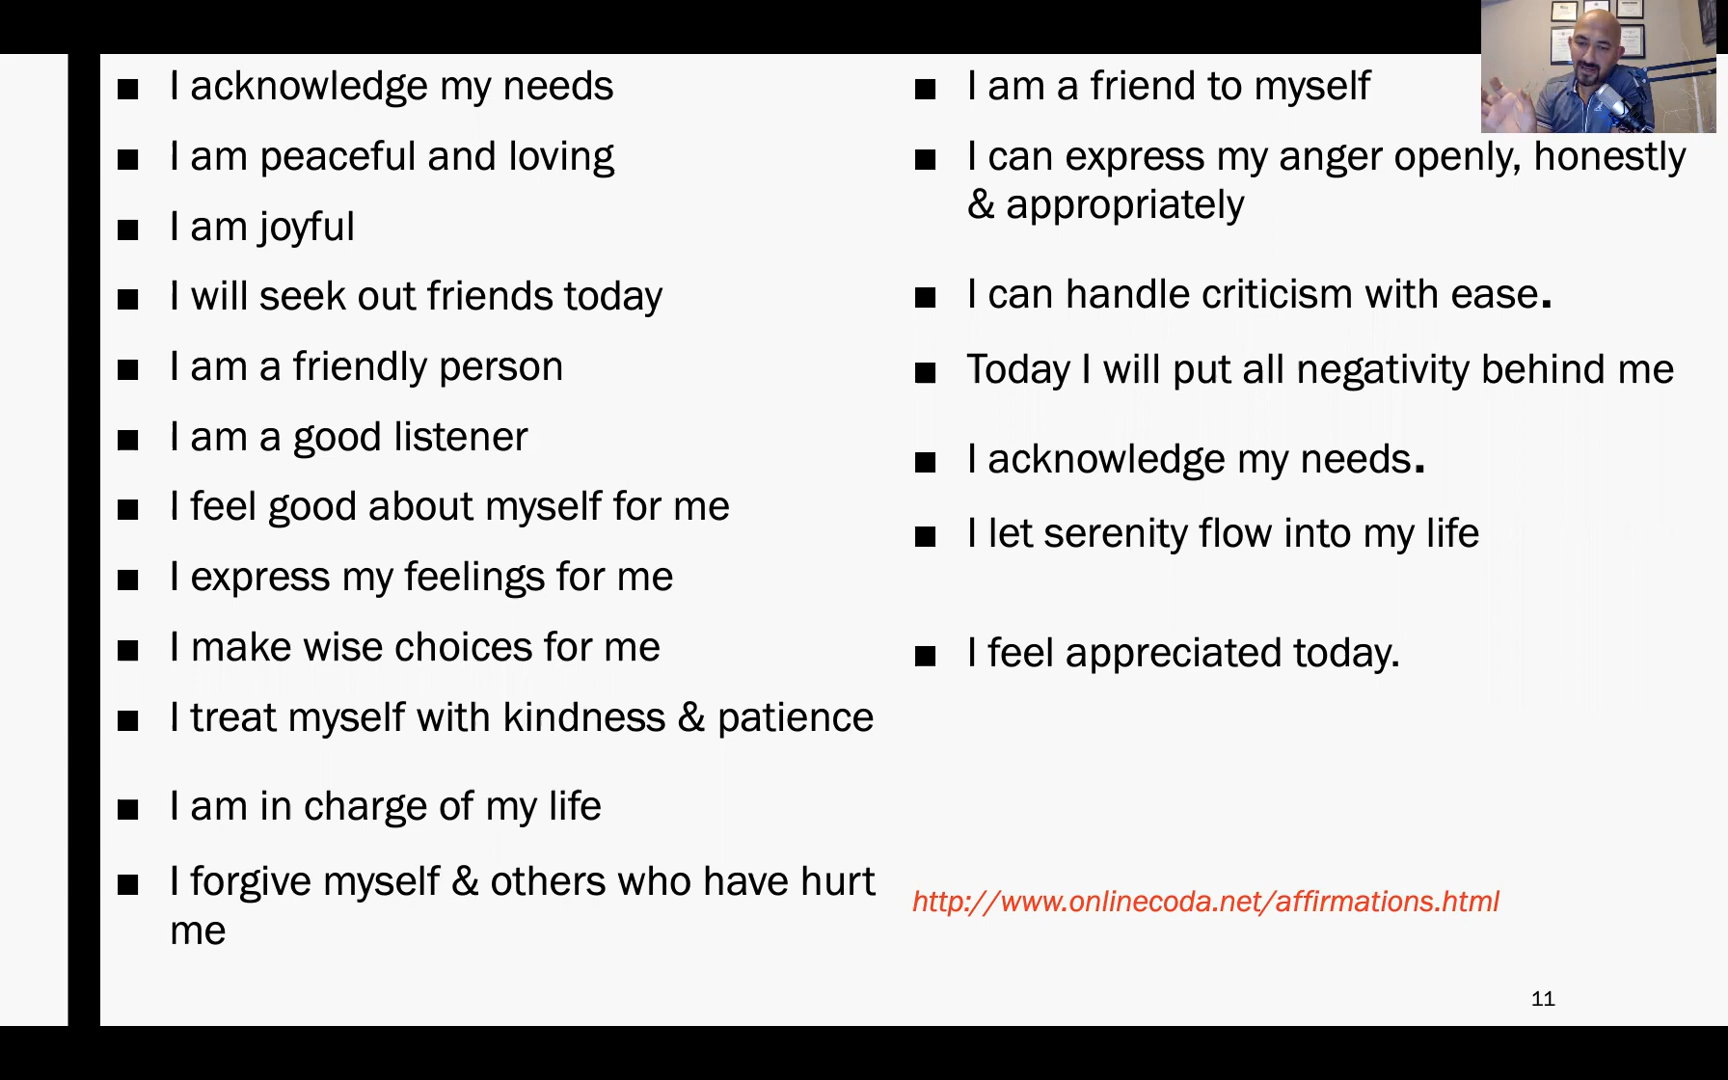 ■ I acknowledge my needs
■ I am peaceful and loving
■ I am joyful
■ I will seek out friends today
■ I am a friendly person
■ I am a good listener
■ I feel good about myself for me
■ I express my feelings for me
■ I make wise choices for me
■ I treat myself with kindness & patience
■ I am in charge of my life
■ I forgive myself & others who have hurt
me
■ I am a friend to myself
■ I can express my anger openly, honestly
& appropriately
■ I can handle criticism with ease.
■ Today I will put all negativity behind me
■ I acknowledge my needs.
■ I let serenity flow into my life
■ I feel appreciated today.
http://www.onlinecoda.net/affirmations.html
11